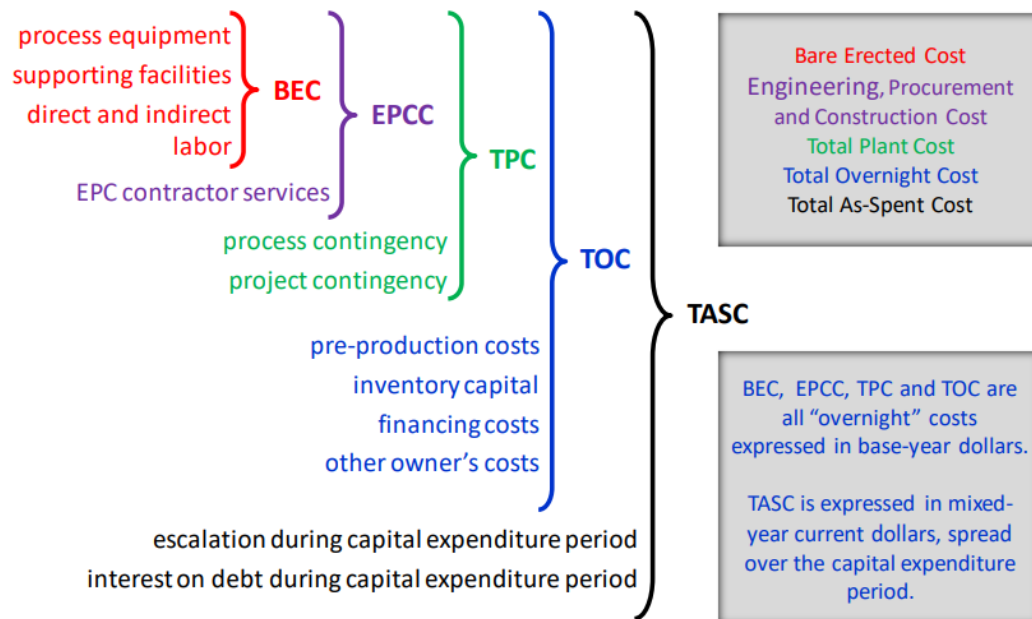 process equipment
supporting facilities
direct and indirect
labor
BEC
EPC contractor services
EPCC
process contingency
project contingency
TPC
pre-production costs
inventory capital
financing costs
other owner's costs
TOC
escalation during capital expenditure period
interest on debt during capital expenditure period
TASC
Bare Erected Cost
Engineering, Procurement
and Construction Cost
Total Plant Cost
Total Overnight Cost
Total As-Spent Cost
BEC, EPCC, TPC and TOC are
all “overnight” costs
expressed in base-year dollars.
TASC is expressed in mixed-
year current dollars, spread
over the capital expenditure
period.